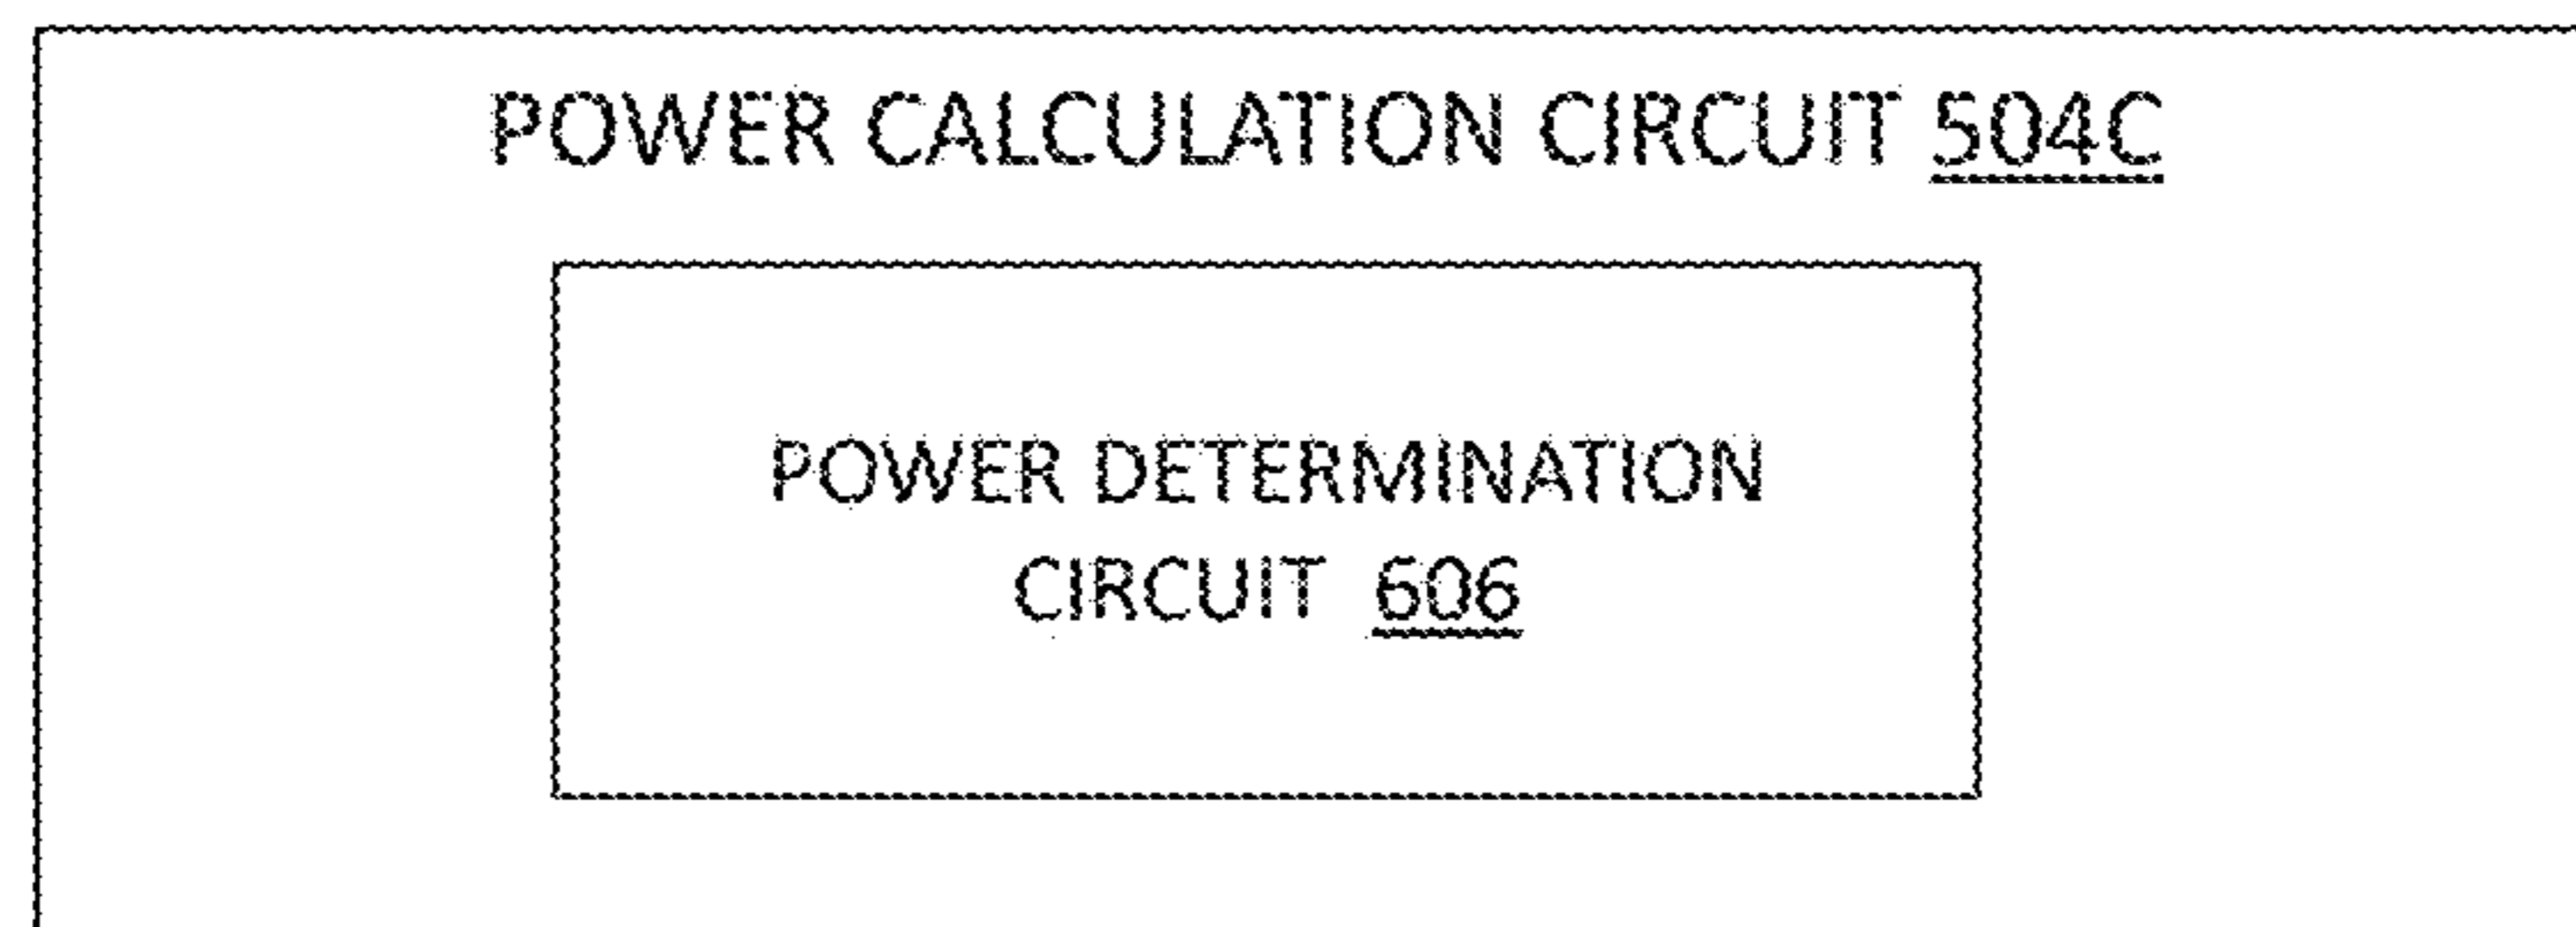 POWER CALCULATION CIRCUIT 504C
POWER DETERMINATION
CIRCUIT 606